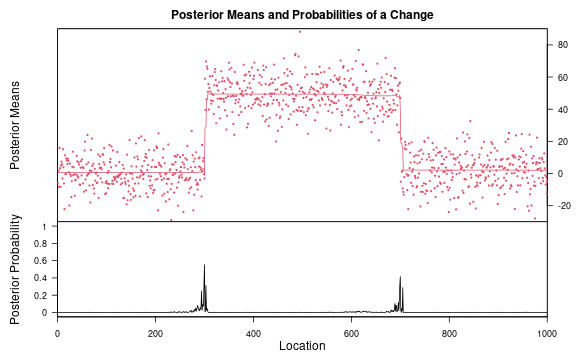 Posterior Means and Probabilities of a Change
Posterior Means
80
60
40
20
0
-20
Posterior Probability
1
0.8
0.6
0.4
0.2
0
0 200 400 600 800 1000
Location